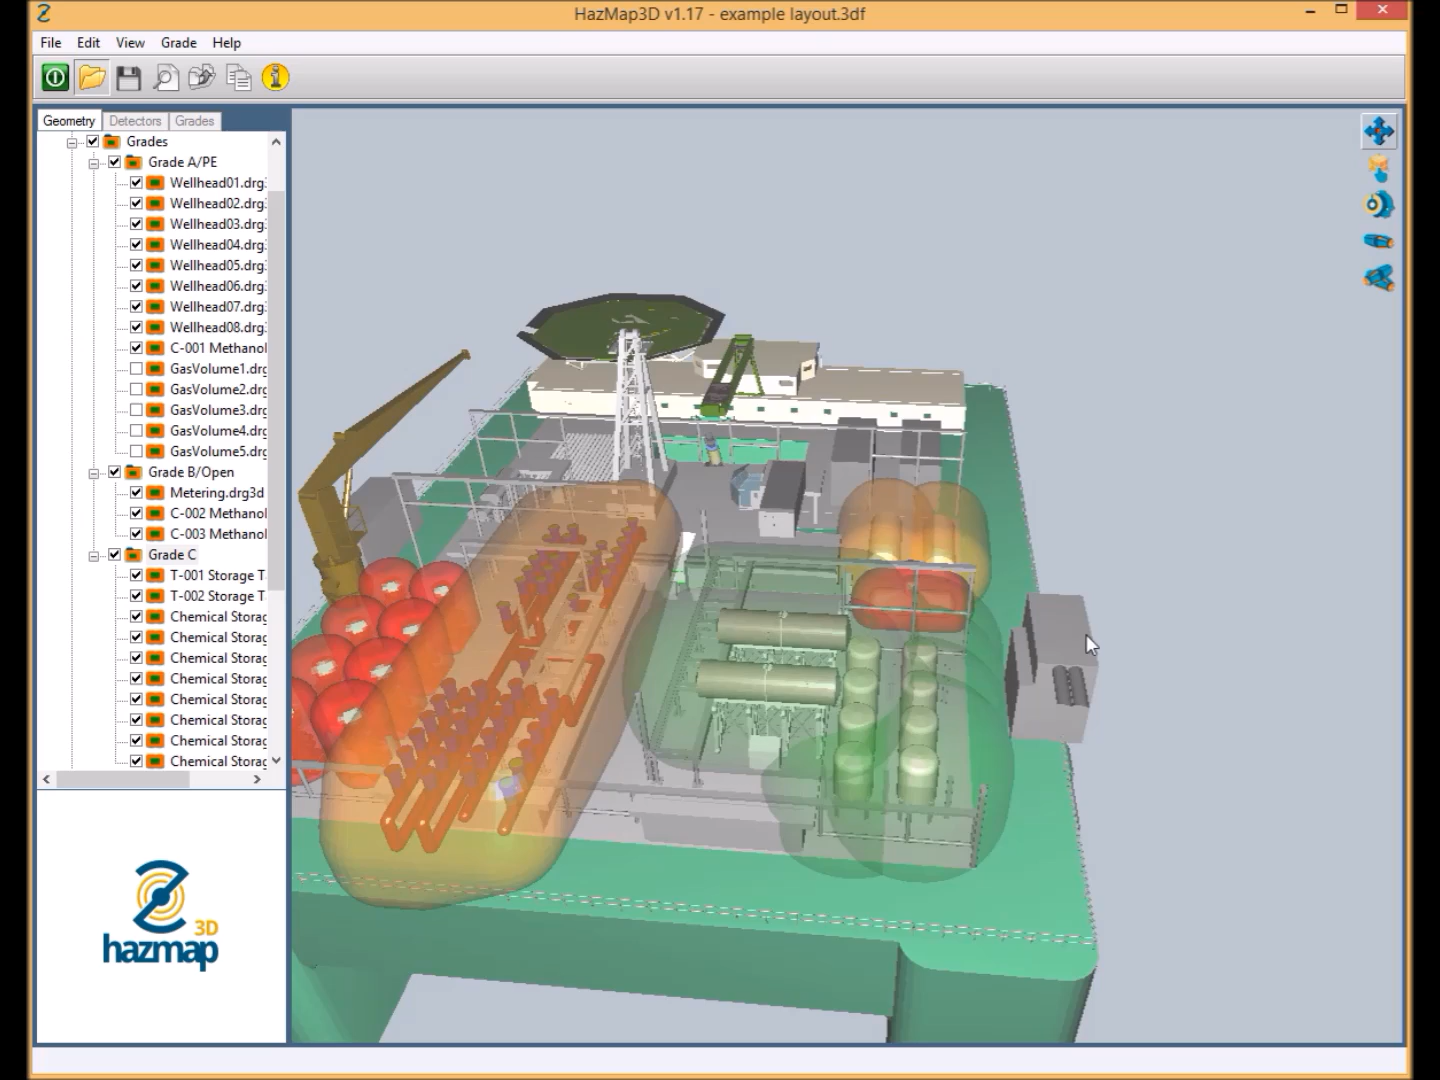 HazMap3D v1.17 - example layout.3df
File Edit View Grade Help
Geometry Detectors Grades
Grades
Grade A/PE
Wellhead01.drg
Wellhead02.drg
Wellhead03.drg
Wellhead04.drg
Wellhead05.drg
Wellhead06.drg
Wellhead07.drg
Wellhead08.drg
C-001 Methanol
GasVolume1.drg
GasVolume2.drg
GasVolume3.drg
GasVolume4.drg
GasVolume5.drg
Grade B/Open
Metering.drg3d
C-002 Methanol
C-003 Methanol
Grade C
T-001 Storage T
T-002 Storage T
Chemical Storag
Chemical Storag
Chemical Storag
Chemical Storag
Chemical Storag
Chemical Storag
Chemical Storag
Chemical Storag
3D
hazmap